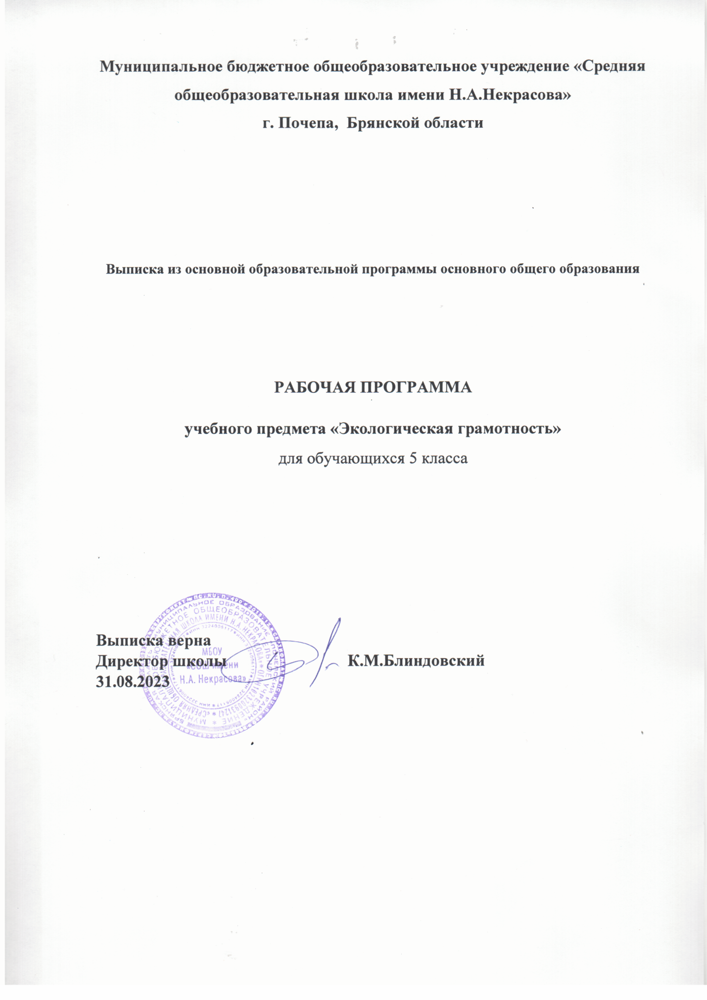 Муниципальное бюджетное общеобразовательное учреждение «Средняя
общеобразовательная школа имени Н.А.Некрасова»
г. Почепа, Брянской области
Выписка из основной образовательной программы основного общего образования
РАБОЧАЯ ПРОГРАММА
учебного предмета «Экологическая грамотность»
для обучающихся 5 класса
Выписка верна
Директор школы К.М.Блиндовский
31.08.2023
МБОУ
«СОШ имени
Н.А. Некрасова»